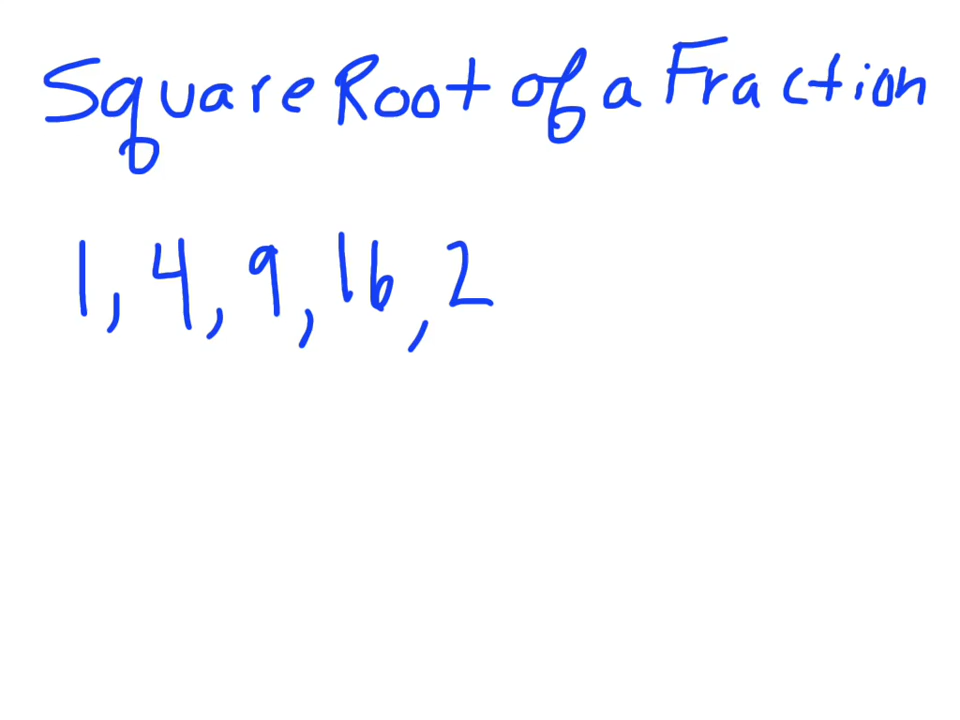 Square Root of a Fraction
1, 4, 9, 16, 2